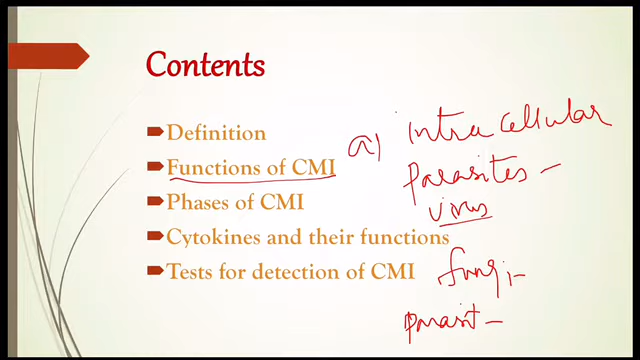 Contents
Definition
Functions of CMI
Phases of CMI
Cytokines and their functions
Tests for detection of CMI
a) Intra cellular
Parasites -
Virus
fungi -
Parasit -